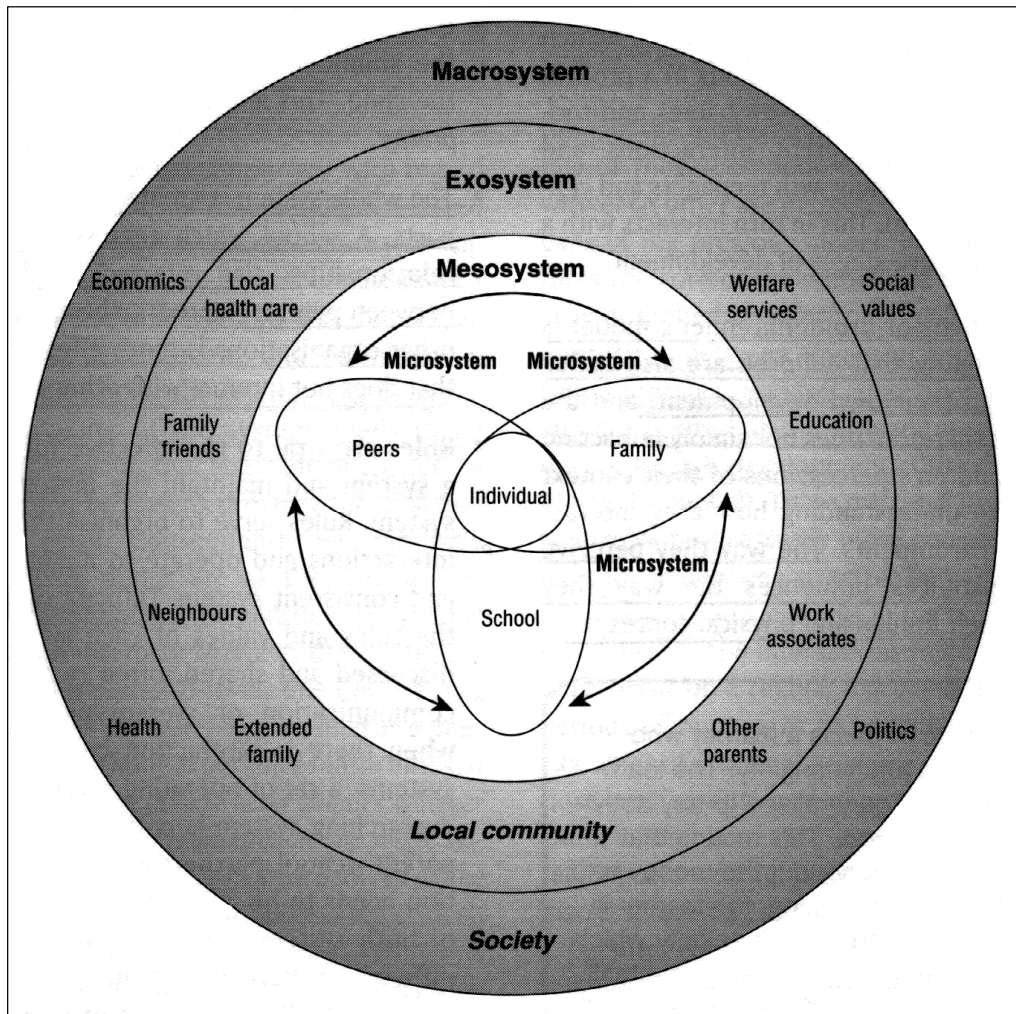 Macrosystem
Exosystem
Mesosystem
Economics
Local
health care
Welfare
services
Social
values
Microsystem
Microsystem
Family
friends
Peers
Family
Education
Individual
Microsystem
Neighbours
School
Work
associates
Health
Extended
family
Other
parents
Politics
Local community
Society